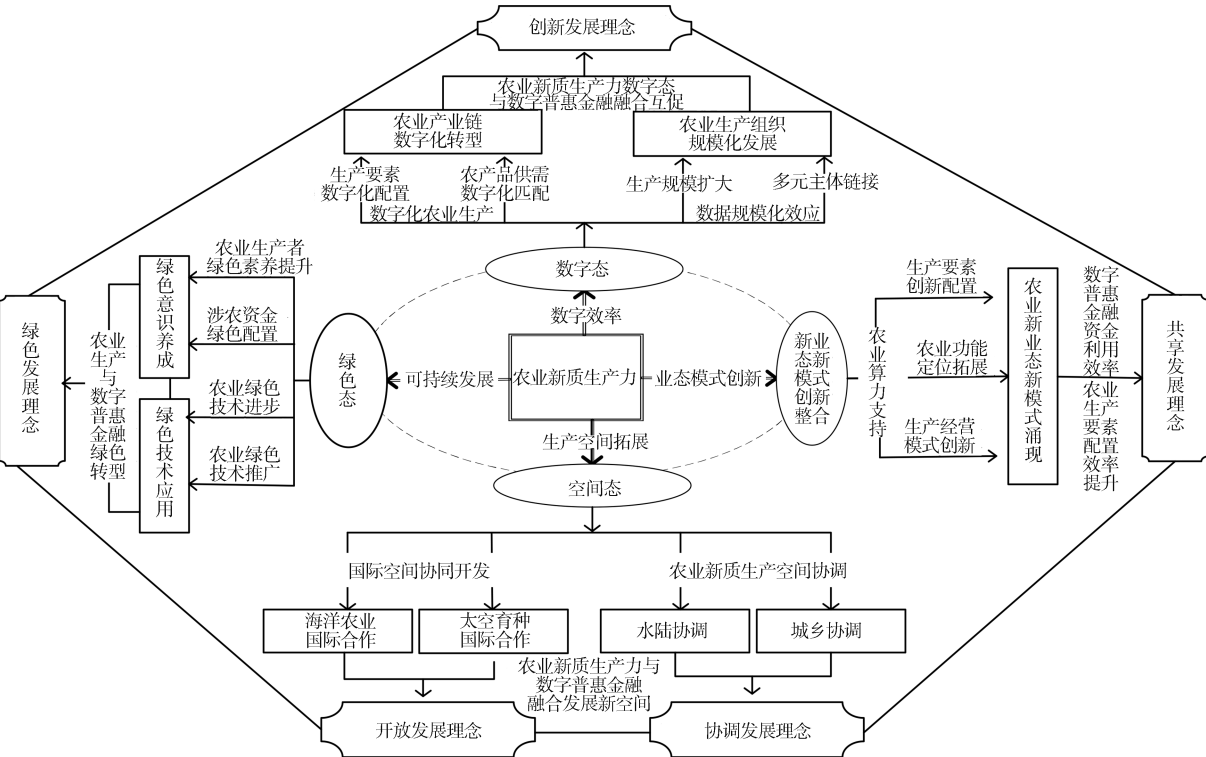 创新发展理念
农业新质生产力数字态
与数字普惠金融融合互促
农业产业链
数字化转型
农业生产组织
规模化发展
生产要素
数字化配置
农产品供需
数字化匹配
生产规模扩大
多元主体链接
数字化农业生产
数据规模化效应
数字态
数字效率
农业生产者
绿色素养提升
涉农资金
绿色配置
农业绿色
技术进步
农业绿色
技术推广
绿色意识养成
绿色技术应用
农业
生产
与数字
普惠
金融
绿色
转型
绿色发展理念
绿色态
可持续发展
农业新质生产力
业态模式创新
新业
态新
模式
创新
整合
农业算力支持
生产要素
创新配置
农业功能
定位拓展
生产经营
模式创新
农业新业态新模式涌现
数字
普惠
金融
资金
利用
效率
农业
生产
要素
配置
效率
提升
共享发展理念
生产空间拓展
空间态
国际空间协同开发
农业新质生产空间协调
海洋农业
国际合作
太空育种
国际合作
水陆协调
城乡协调
农业新质生产力与
数字普惠金融
融合发展新空间
开放发展理念
协调发展理念